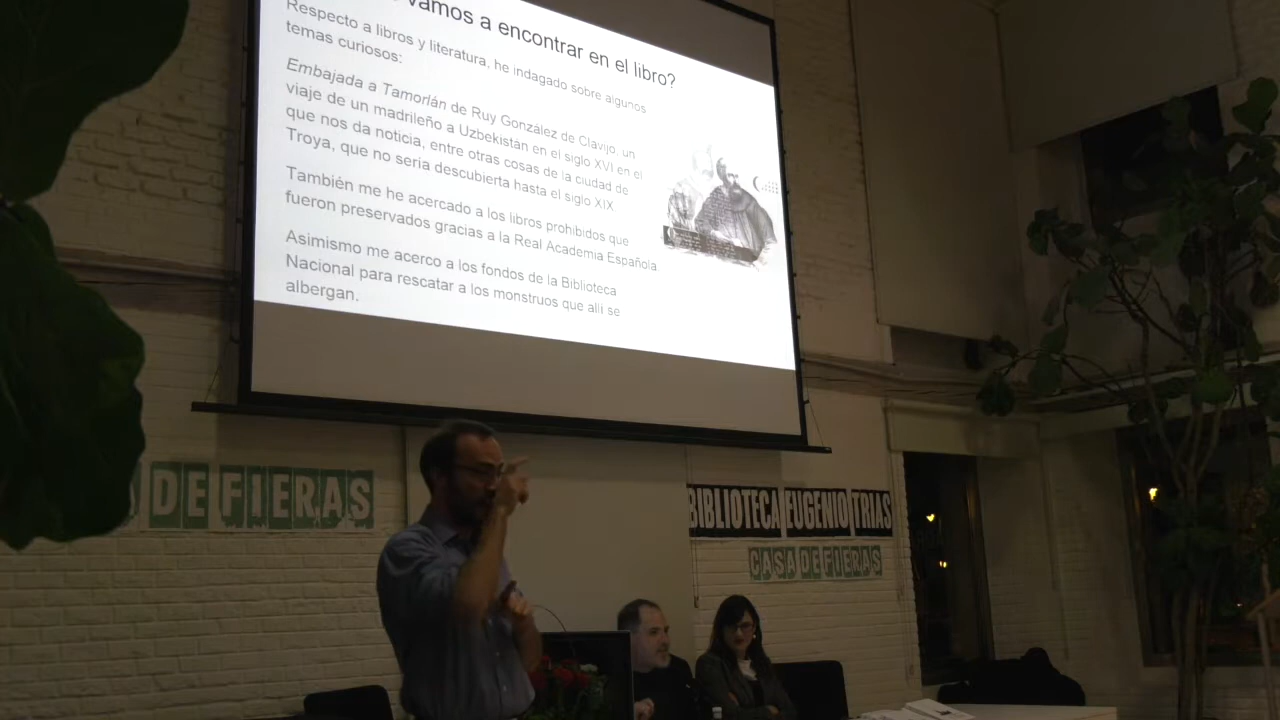 vamos a encontrar en el libro?
Respecto a libros y literatura, he indagado sobre algunos
temas curiosos:
Embajada a Tamorlán de Ruy González de Clavijo, un
viaje de un madrileño a Uzbekistán en el siglo XVI en el
que nos da noticia, entre otras cosas de la ciudad de
Troya, que no sería descubierta hasta el siglo XIX.
También me he acercado a los libros prohibidos que
fueron preservados gracias a la Real Academia Española.
Asimismo me acerco a los fondos de la Biblioteca
Nacional para rescatar a los monstruos que allí se
albergan.
DE FIERAS
BIBLIOTECA EUGENIO TRIAS
CASA DE FIERAS